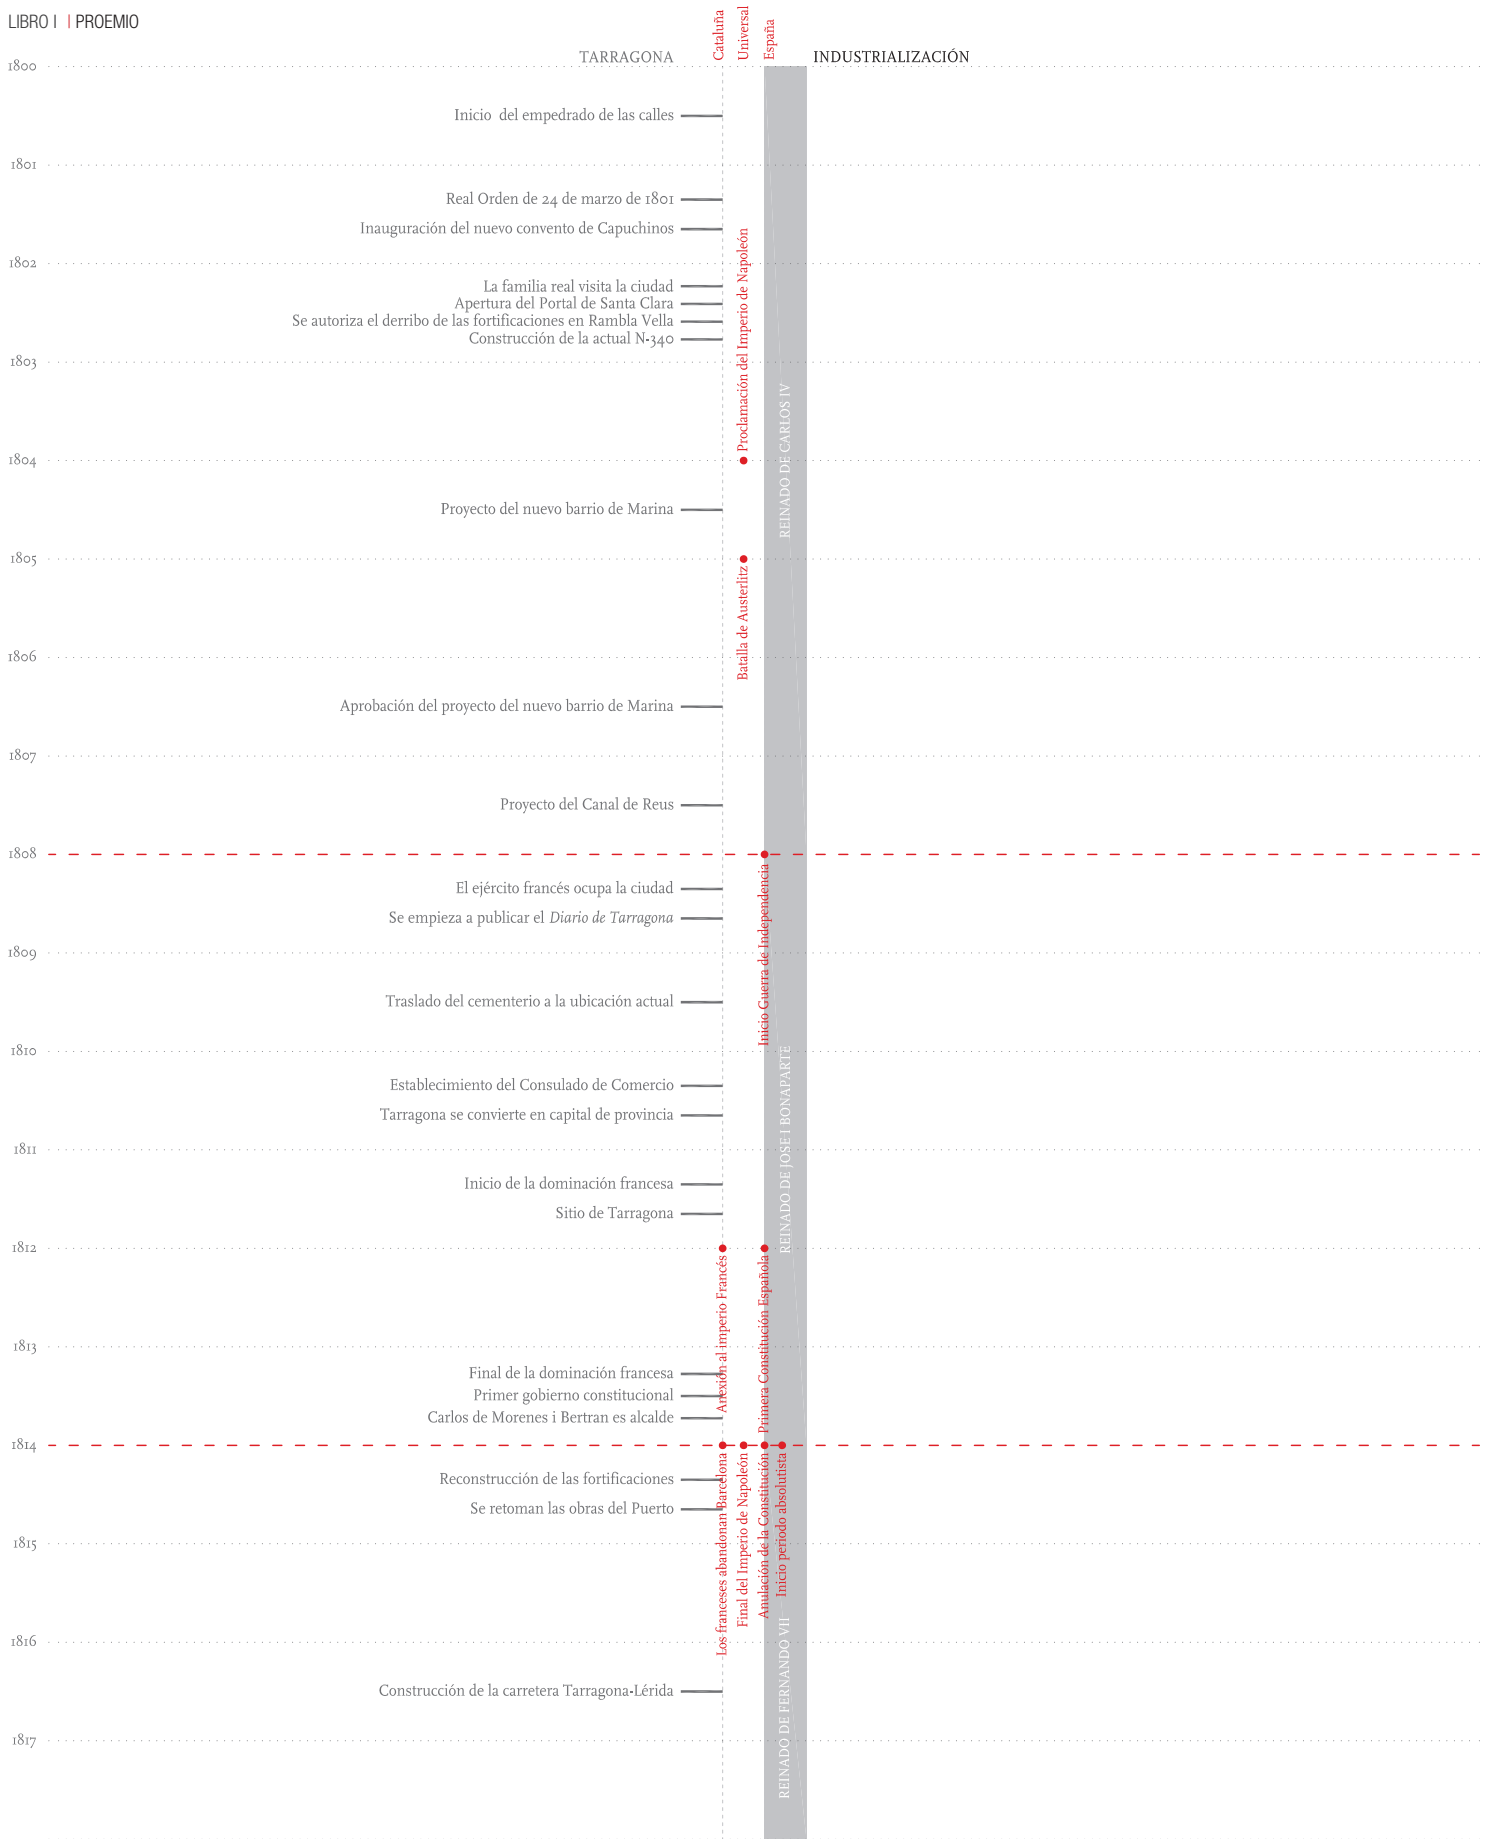 LIBRO I | PROEMIO
Cataluña
Universal
España
TARRAGONA
INDUSTRIALIZACIÓN
1800
Inicio del empedrado de las calles
1801
Real Orden de 24 de marzo de 1801
Inauguración del nuevo convento de Capuchinos
1802
La familia real visita la ciudad
Apertura del Portal de Santa Clara
Se autoriza el derribo de las fortificaciones en Rambla Vella
Construcción de la actual N-340
1803
Proclamación del Imperio de Napoleón
REINADO DE CARLOS IV
1804
Proyecto del nuevo barrio de Marina
1805
Batalla de Austerlitz
1806
Aprobación del proyecto del nuevo barrio de Marina
1807
Proyecto del Canal de Reus
1808
El ejército francés ocupa la ciudad
Se empieza a publicar el Diario de Tarragona
Inicio Guerra de Independencia
1809
Traslado del cementerio a la ubicación actual
1810
Establecimiento del Consulado de Comercio
Tarragona se convierte en capital de provincia
REINADO DE JOSE I BONAPARTE
1811
Inicio de la dominación francesa
Sitio de Tarragona
1812
Anexión al imperio Francés
Primera Constitución Española
1813
Final de la dominación francesa
Primer gobierno constitucional
Carlos de Morenes i Bertran es alcalde
1814
Reconstrucción de las fortificaciones
Se retoman las obras del Puerto
Los franceses abandonan Barcelona
Final del Imperio de Napoleón
Anulación de la Constitución
Inicio periodo absolutista
1815
1816
Construcción de la carretera Tarragona-Lérida
REINADO DE FERNANDO VII
1817